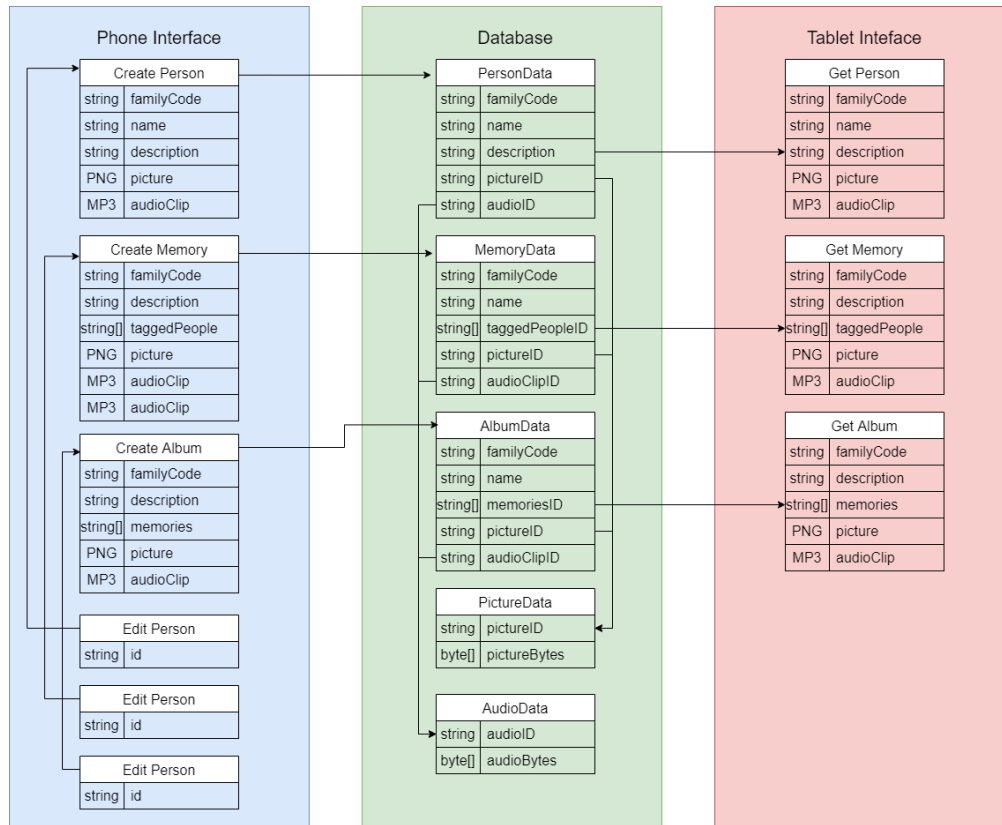 Phone Interface
Create Person
string familyCode
string name
string description
PNG picture
MP3 audioClip
Create Memory
string familyCode
string description
string[] taggedPeople
PNG picture
MP3 audioClip
MP3 audioClip
Create Album
string familyCode
string description
string[] memories
PNG picture
MP3 audioClip
Edit Person
string id
Edit Person
string id
Edit Person
string id
Database
PersonData
string familyCode
string name
string description
string pictureID
string audioID
MemoryData
string familyCode
string name
string[] taggedPeopleID
string pictureID
string audioClipID
AlbumData
string familyCode
string name
string[] memoriesID
string pictureID
string audioClipID
PictureData
string pictureID
byte[] pictureBytes
AudioData
string audioID
byte[] audioBytes
Tablet Inteface
Get Person
string familyCode
string name
string description
PNG picture
MP3 audioClip
Get Memory
string familyCode
string description
string[] taggedPeople
PNG picture
MP3 audioClip
Get Album
string familyCode
string description
string[] memories
PNG picture
MP3 audioClip